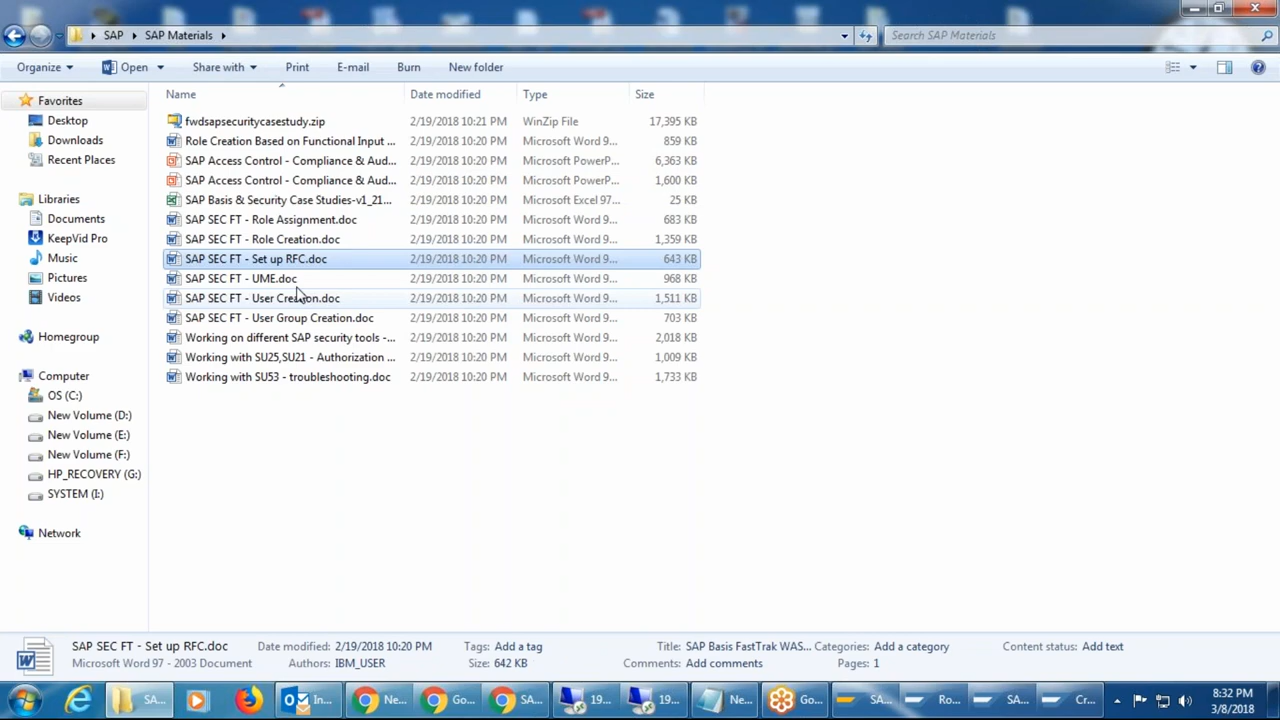 SAP SAP Materials Search SAP Materials
Organize Open Share with Print E-mail Burn New folder
Name Date modified Type Size
Favorites
Desktop
Downloads
Recent Places
Libraries
Documents
KeepVid Pro
Music
Pictures
Videos
Homegroup
Computer
OS (C:)
New Volume (D:)
New Volume (E:)
New Volume (F:)
HP_RECOVERY (G:)
SYSTEM (I:)
Network
fwdsapsecuritycasestudy.zip 2/19/2018 10:21 PM WinZip File 17,395 KB
Role Creation Based on Functional Input ... 2/19/2018 10:20 PM Microsoft Word 9... 859 KB
SAP Access Control - Compliance & Aud... 2/19/2018 10:20 PM Microsoft PowerP... 6,363 KB
SAP Access Control - Compliance & Aud... 2/19/2018 10:20 PM Microsoft PowerP... 1,600 KB
SAP Basis & Security Case Studies-v1_21... 2/19/2018 10:20 PM Microsoft Excel 97... 25 KB
SAP SEC FT - Role Assignment.doc 2/19/2018 10:20 PM Microsoft Word 9... 683 KB
SAP SEC FT - Role Creation.doc 2/19/2018 10:20 PM Microsoft Word 9... 1,359 KB
SAP SEC FT - Set up RFC.doc 2/19/2018 10:20 PM Microsoft Word 9... 643 KB
SAP SEC FT - UME.doc 2/19/2018 10:20 PM Microsoft Word 9... 968 KB
SAP SEC FT - User Creation.doc 2/19/2018 10:20 PM Microsoft Word 9... 1,511 KB
SAP SEC FT - User Group Creation.doc 2/19/2018 10:20 PM Microsoft Word 9... 703 KB
Working on different SAP security tools -... 2/19/2018 10:20 PM Microsoft Word 9... 2,018 KB
Working with SU25,SU21 - Authorization ... 2/19/2018 10:20 PM Microsoft Word 9... 1,009 KB
Working with SU53 - troubleshooting.doc 2/19/2018 10:20 PM Microsoft Word 9... 1,733 KB
SAP SEC FT - Set up RFC.doc Date modified: 2/19/2018 10:20 PM Tags: Add a tag Title: SAP Basis FastTrak WAS... Categories: Add a category Content status: Add text
Microsoft Word 97 - 2003 Document Authors: IBM_USER Size: 642 KB Comments: Add comments Pages: 1
SA... In... Ne... Go... SA... 19... 19... Ne... Go... SA... Ro... SA... Cr... 8:32 PM
3/8/2018